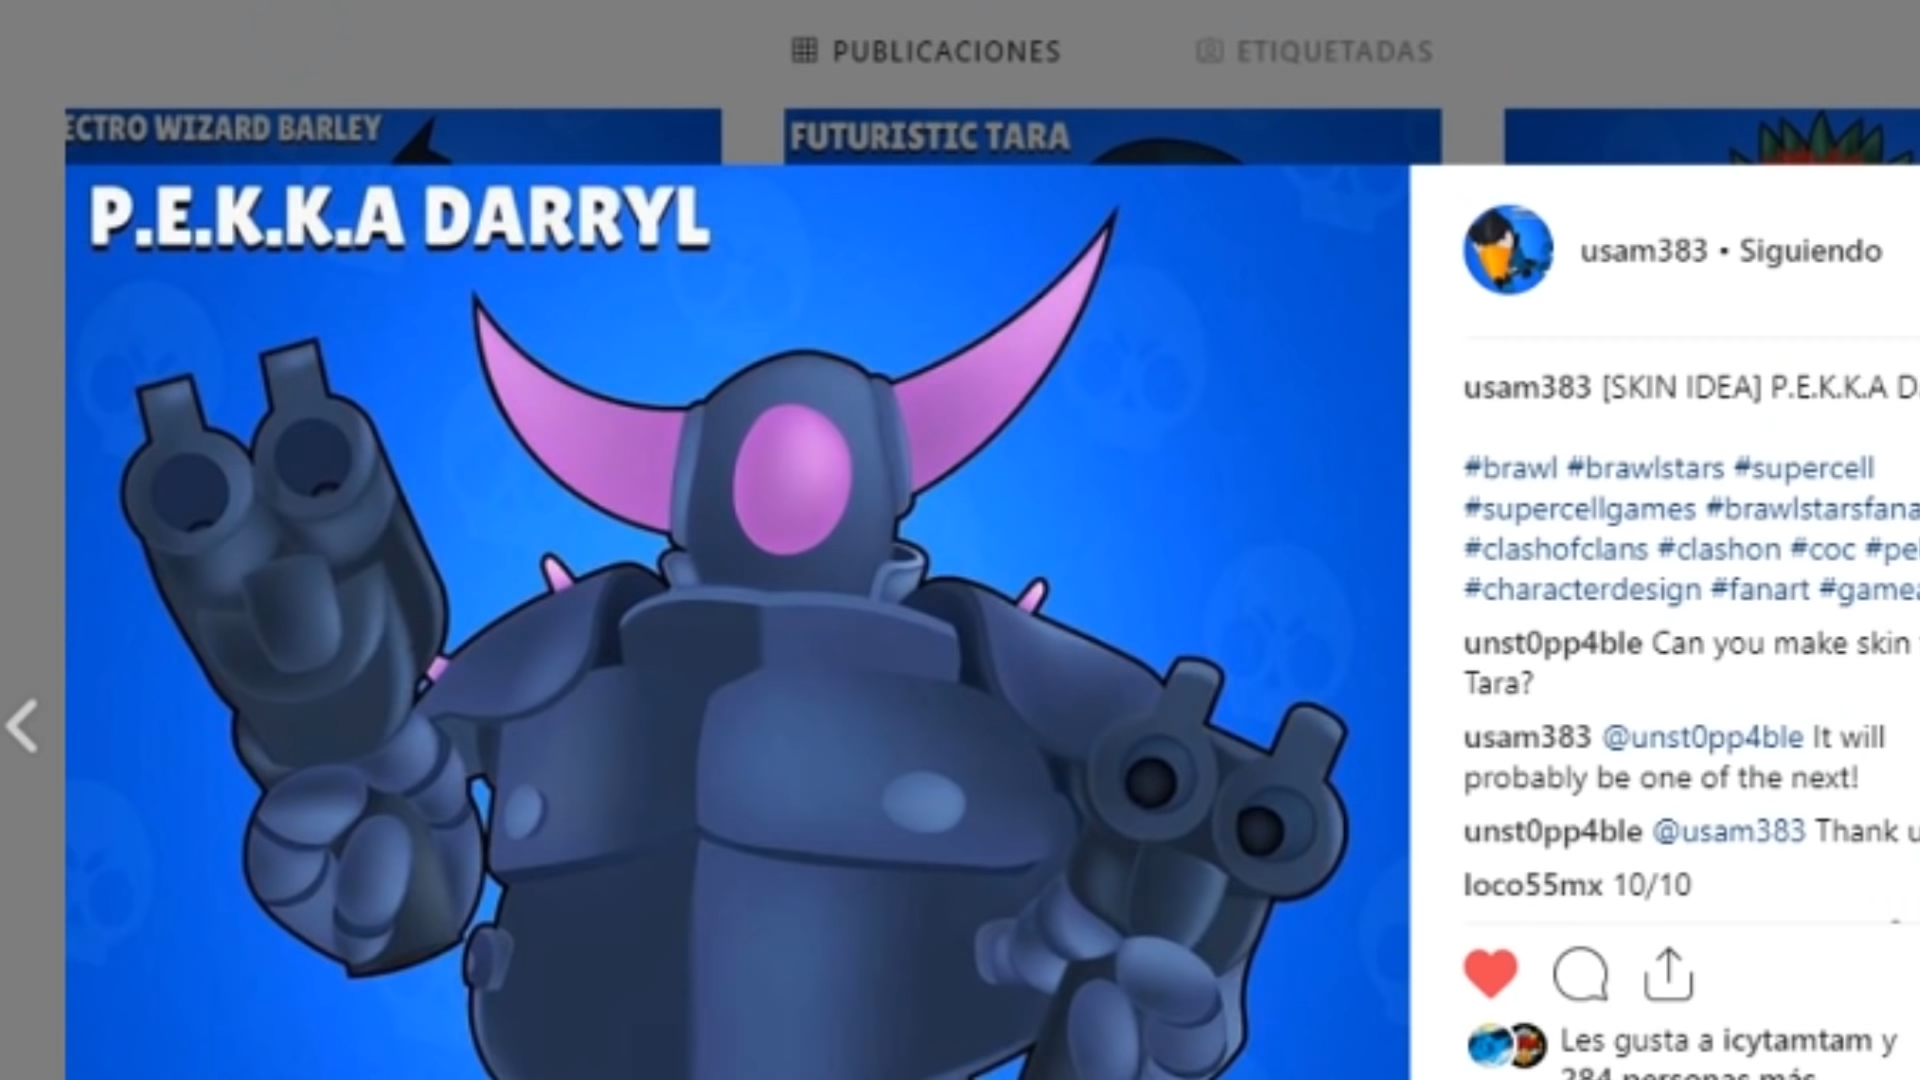 PUBLICACIONES
ETIQUETADAS
ECTRO WIZARD BARLEY
FUTURISTIC TARA
P.E.K.K.A DARRYL
usam383 • Siguiendo
usam383 [SKIN IDEA] P.E.K.K.A D
#brawl #brawlstars #supercell
#supercellgames #brawlstarsfana
#clashofclans #clashon #coc #pe
#characterdesign #fanart #game
unst0pp4ble Can you make skin
Tara?
usam383 @unst0pp4ble It will
probably be one of the next!
unst0pp4ble @usam383 Thank u
loco55mx 10/10
Les gusta a icytamtam y
284 personas más